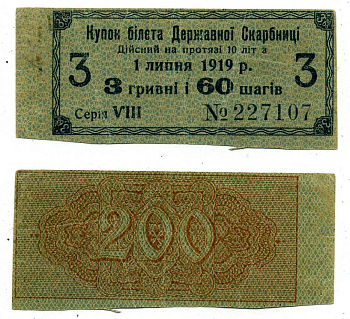 Купок білета Державної Скарбниці
Дійсний на протязі 10 літ з
3 1 липня 1919 р. 3
3 гривні і 60 шагів
Серія VIII № 227107
200